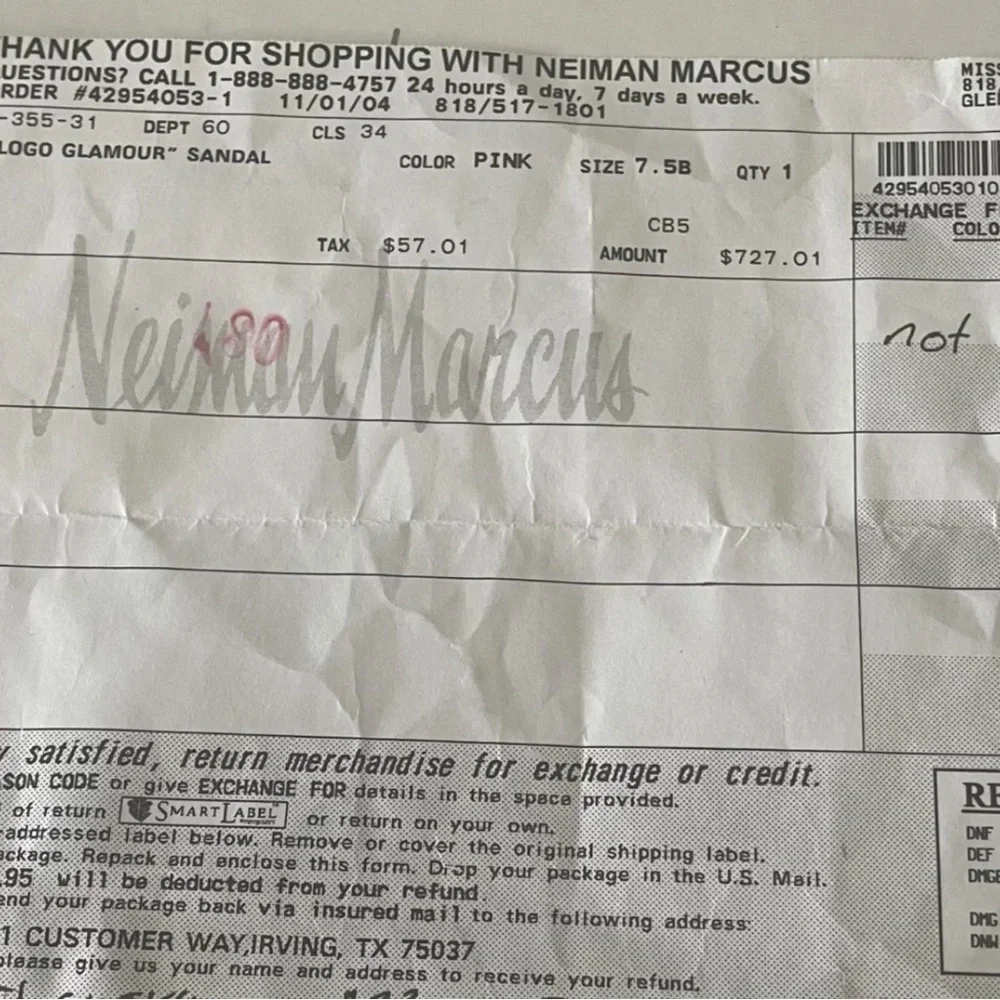 HANK YOU FOR SHOPPING WITH NEIMAN MARCUS
UESTIONS? CALL 1-888-888-4757 24 hours a day, 7 days a week.
RDER #42954053-1 11/01/04 818/517-1801
MIS
818
GLE
-355-31 DEPT 60 CLS 34
LOGO GLAMOUR" SANDAL COLOR PINK SIZE 7.5B QTY 1
CB5
TAX $57.01 AMOUNT $727.01
42954053010
EXCHANGE F
ITEM# COLO
Neiman Marcus
80
not
y satisfied, return merchandise for exchange or credit.
SON CODE or give EXCHANGE FOR details in the space provided.
of return SMARTLABEL or return on your own.
-addressed label below. Remove or cover the original shipping label.
ackage. Repack and enclose this form. Drop your package in the U.S. Mail.
.95 will be deducted from your refund.
end your package back via insured mail to the following address:
1 CUSTOMER WAY,IRVING, TX 75037
please give us your name and address to receive your refund.
RE
DNF
DEF
DMGE
DMG
DNW